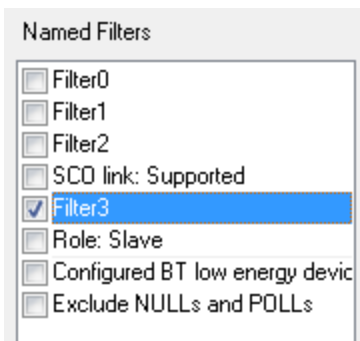 Named Filters
Filter0
Filter1
Filter2
SCO link: Supported
Filter3
Role: Slave
Configured BT low energy devic
Exclude NULLs and POLLs